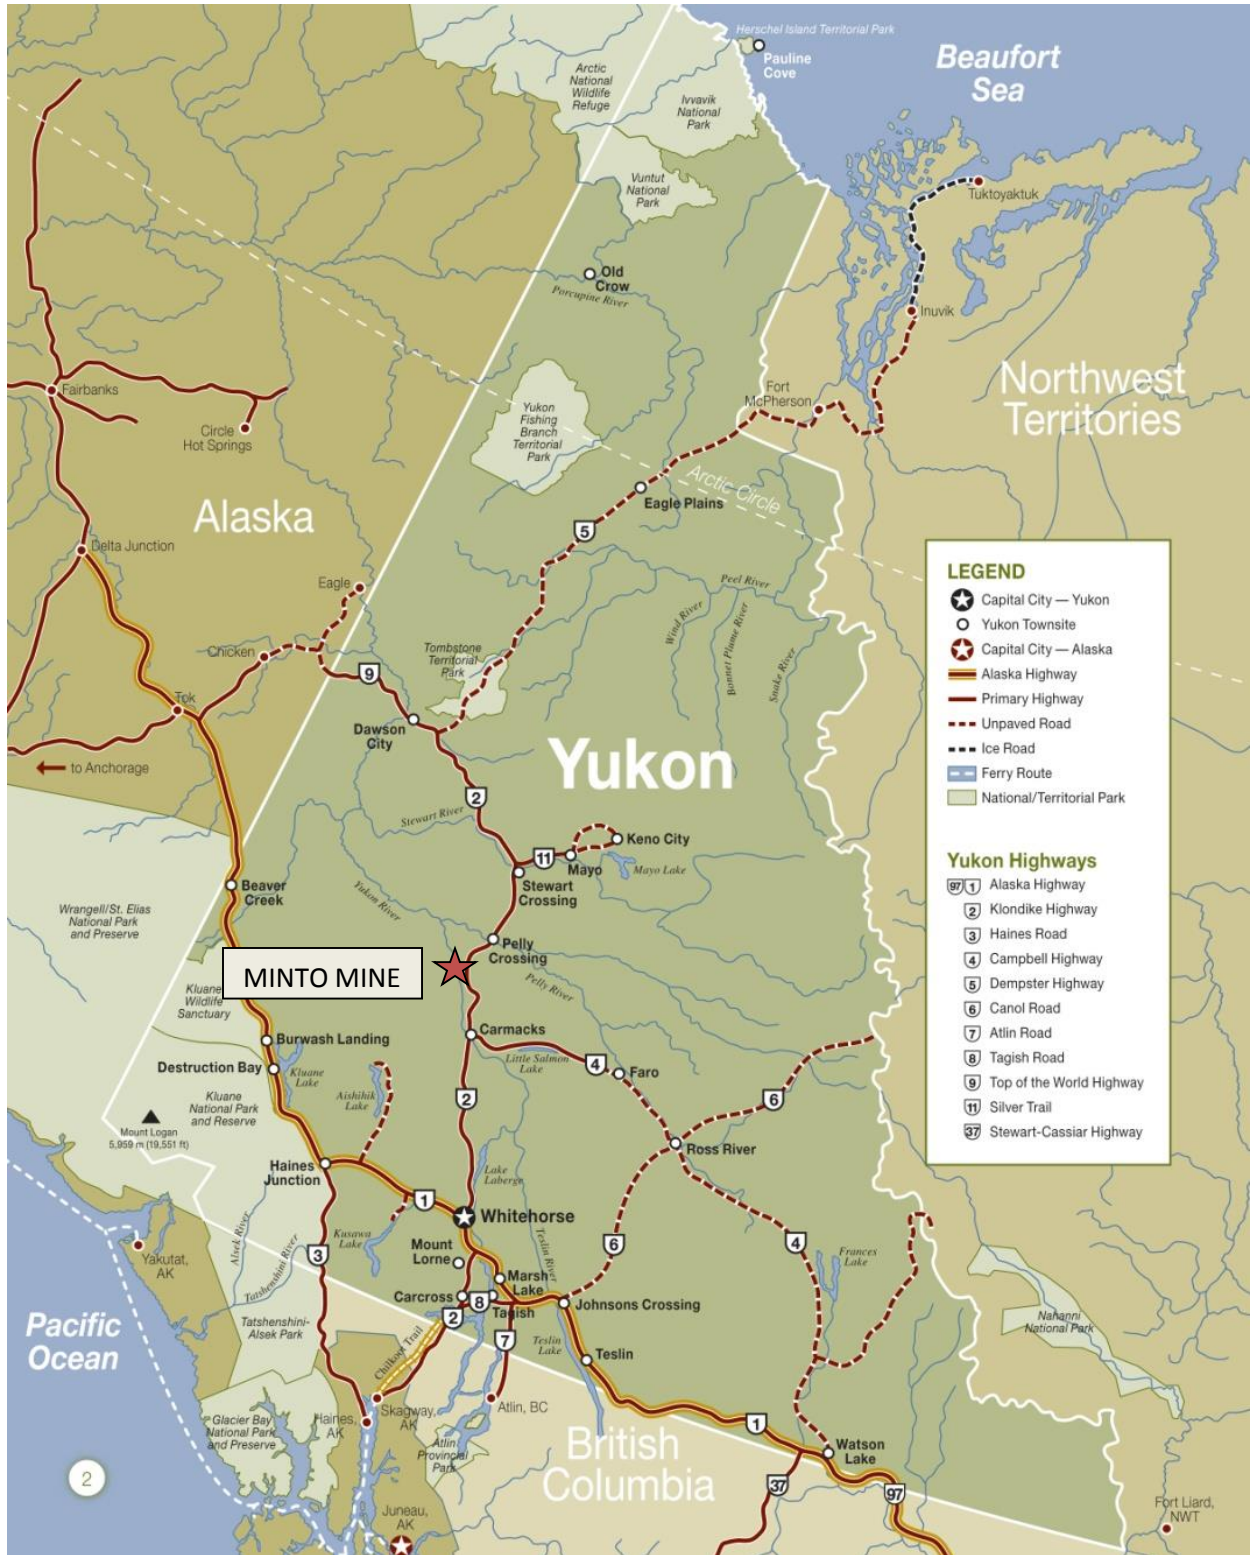 Herschel Island Territorial Park
Pauline
Cove
Beaufort
Sea
Arctic
National
Wildlife
Refuge
Ivvavik
National
Park
Vuntut
National
Park
Tuktoyaktuk
Old
Crow
Porcupine River
Inuvik
Northwest
Territories
Fort
McPherson
Fairbanks
Circle
Hot Springs
Yukon
Fishing
Branch
Territorial
Park
Arctic Circle
Eagle Plains
5
Alaska
Delta Junction
Eagle
Peel River
Wind River
Bonnet Plume River
Snake River
Chicken
Tombstone
Territorial
Park
9
Tok
Dawson
City
to Anchorage
Yukon
2
Stewart River
Keno City
11
Mayo
Mayo Lake
Stewart
Crossing
Beaver
Creek
Yukon River
Wrangell/St. Elias
National Park
and Preserve
Pelly
Crossing
MINTO MINE
Pelly River
Kluane
Wildlife
Sanctuary
Carmacks
Burwash Landing
Destruction Bay
Kluane
Lake
Little Salmon
Lake
4
Faro
Aishihik
Lake
2
6
Kluane
National Park
and Reserve
Mount Logan
5,959 m (19,551 ft)
Ross River
Haines
Junction
Lake
Laberge
1
Whitehorse
Alsek River
Tatshenshini River
3
Kusawa
Lake
Mount
Lorne
Teslin River
6
4
Frances
Lake
Yakutat,
AK
Marsh
Lake
Carcross
8
Tagish
2
Johnsons Crossing
Tatshenshini-
Alsek Park
Chilkoot Trail
7
Teslin
Lake
Teslin
Nahanni
National Park
Pacific
Ocean
Skagway,
AK
Haines,
AK
Atlin, BC
Glacier Bay
National Park
and Preserve
Atlin
Provincial
Park
British
Columbia
1
Watson
Lake
37
97
2
Juneau,
AK
Fort Liard,
NWT
LEGEND
Capital City — Yukon
Yukon Townsite
Capital City — Alaska
Alaska Highway
Primary Highway
Unpaved Road
Ice Road
Ferry Route
National/Territorial Park
Yukon Highways
97 1 Alaska Highway
2 Klondike Highway
3 Haines Road
4 Campbell Highway
5 Dempster Highway
6 Canol Road
7 Atlin Road
8 Tagish Road
9 Top of the World Highway
11 Silver Trail
37 Stewart-Cassiar Highway